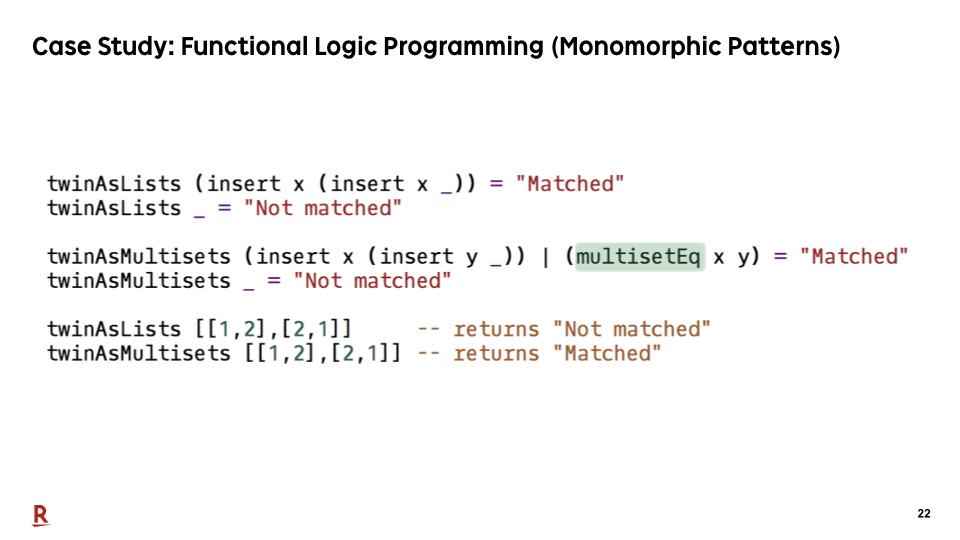 Case Study: Functional Logic Programming (Monomorphic Patterns)
twinAsLists (insert x (insert x _)) = "Matched"
twinAsLists _ = "Not matched"
twinAsMultisets (insert x (insert y _)) | (multisetEq x y) = "Matched"
twinAsMultisets _ = "Not matched"
twinAsLists [[1,2],[2,1]]     -- returns "Not matched"
twinAsMultisets [[1,2],[2,1]] -- returns "Matched"
R
22